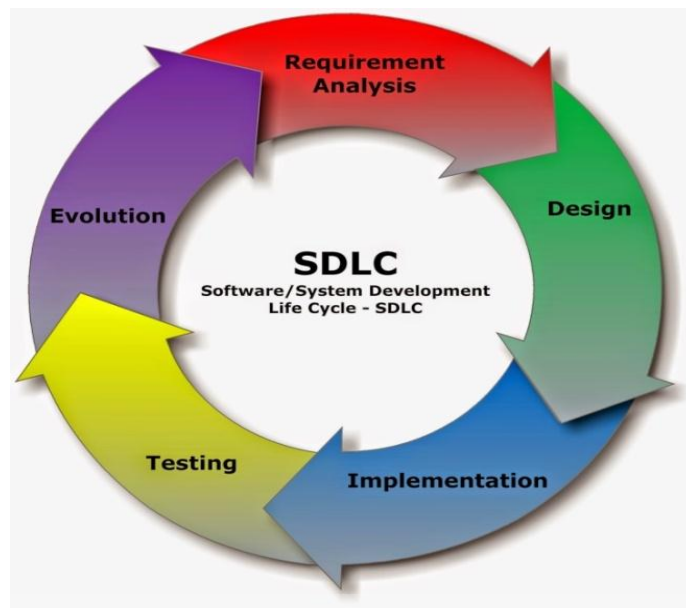 Requirement
Analysis
Design
Implementation
Testing
Evolution
SDLC
Software/System Development
Life Cycle - SDLC